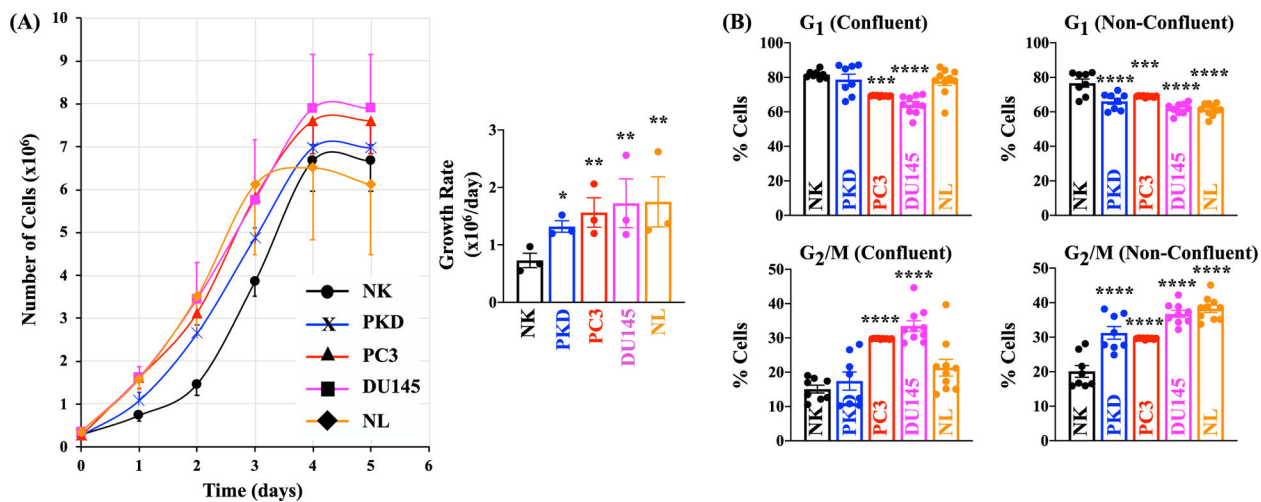 (A)
Number of Cells (x10⁶)
10
9
8
7
6
5
4
3
2
1
0
0 1 2 3 4 5 6
Time (days)
NK
PKD
PC3
DU145
NL
Growth Rate
(x10⁶/day)
3
2
1
0
* ** ** **
NK PKD PC3 DU145 NL
(B)
G₁ (Confluent)
% Cells
100
80
60
40
20
0
*** ****
NK PKD PC3 DU145 NL
G₁ (Non-Confluent)
% Cells
100
80
60
40
20
0
**** *** **** ****
NK PKD PC3 DU145 NL
G₂/M (Confluent)
% Cells
50
40
30
20
10
0
**** ****
NK PKD PC3 DU145 NL
G₂/M (Non-Confluent)
% Cells
50
40
30
20
10
0
**** **** **** ****
NK PKD PC3 DU145 NL